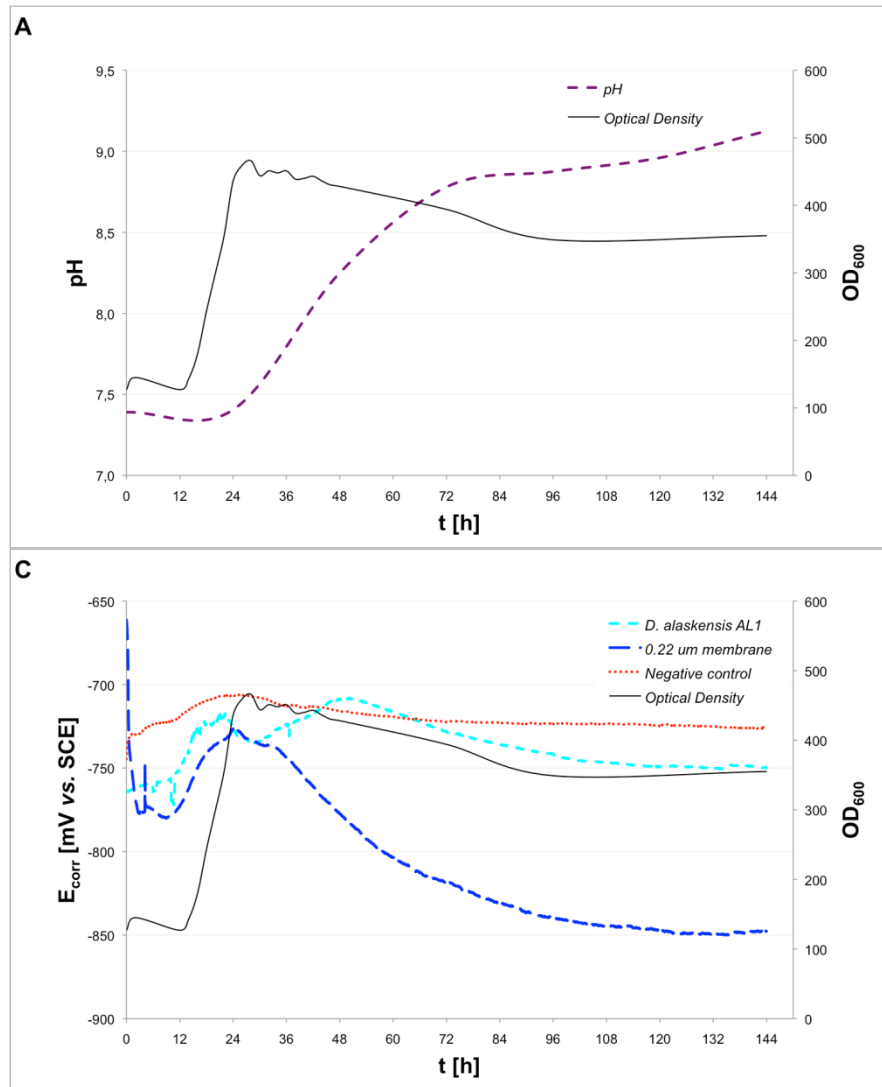 A
9,5
9,0
8,5
8,0
7,5
7,0
pH
600
500
400
300
200
100
0
OD600
pH
Optical Density
0 12 24 36 48 60 72 84 96 108 120 132 144
t [h]
C
-650
-700
-750
-800
-850
-900
Ecorr [mV vs. SCE]
600
500
400
300
200
100
0
OD600
D. alaskensis AL1
0.22 um membrane
Negative control
Optical Density
0 12 24 36 48 60 72 84 96 108 120 132 144
t [h]